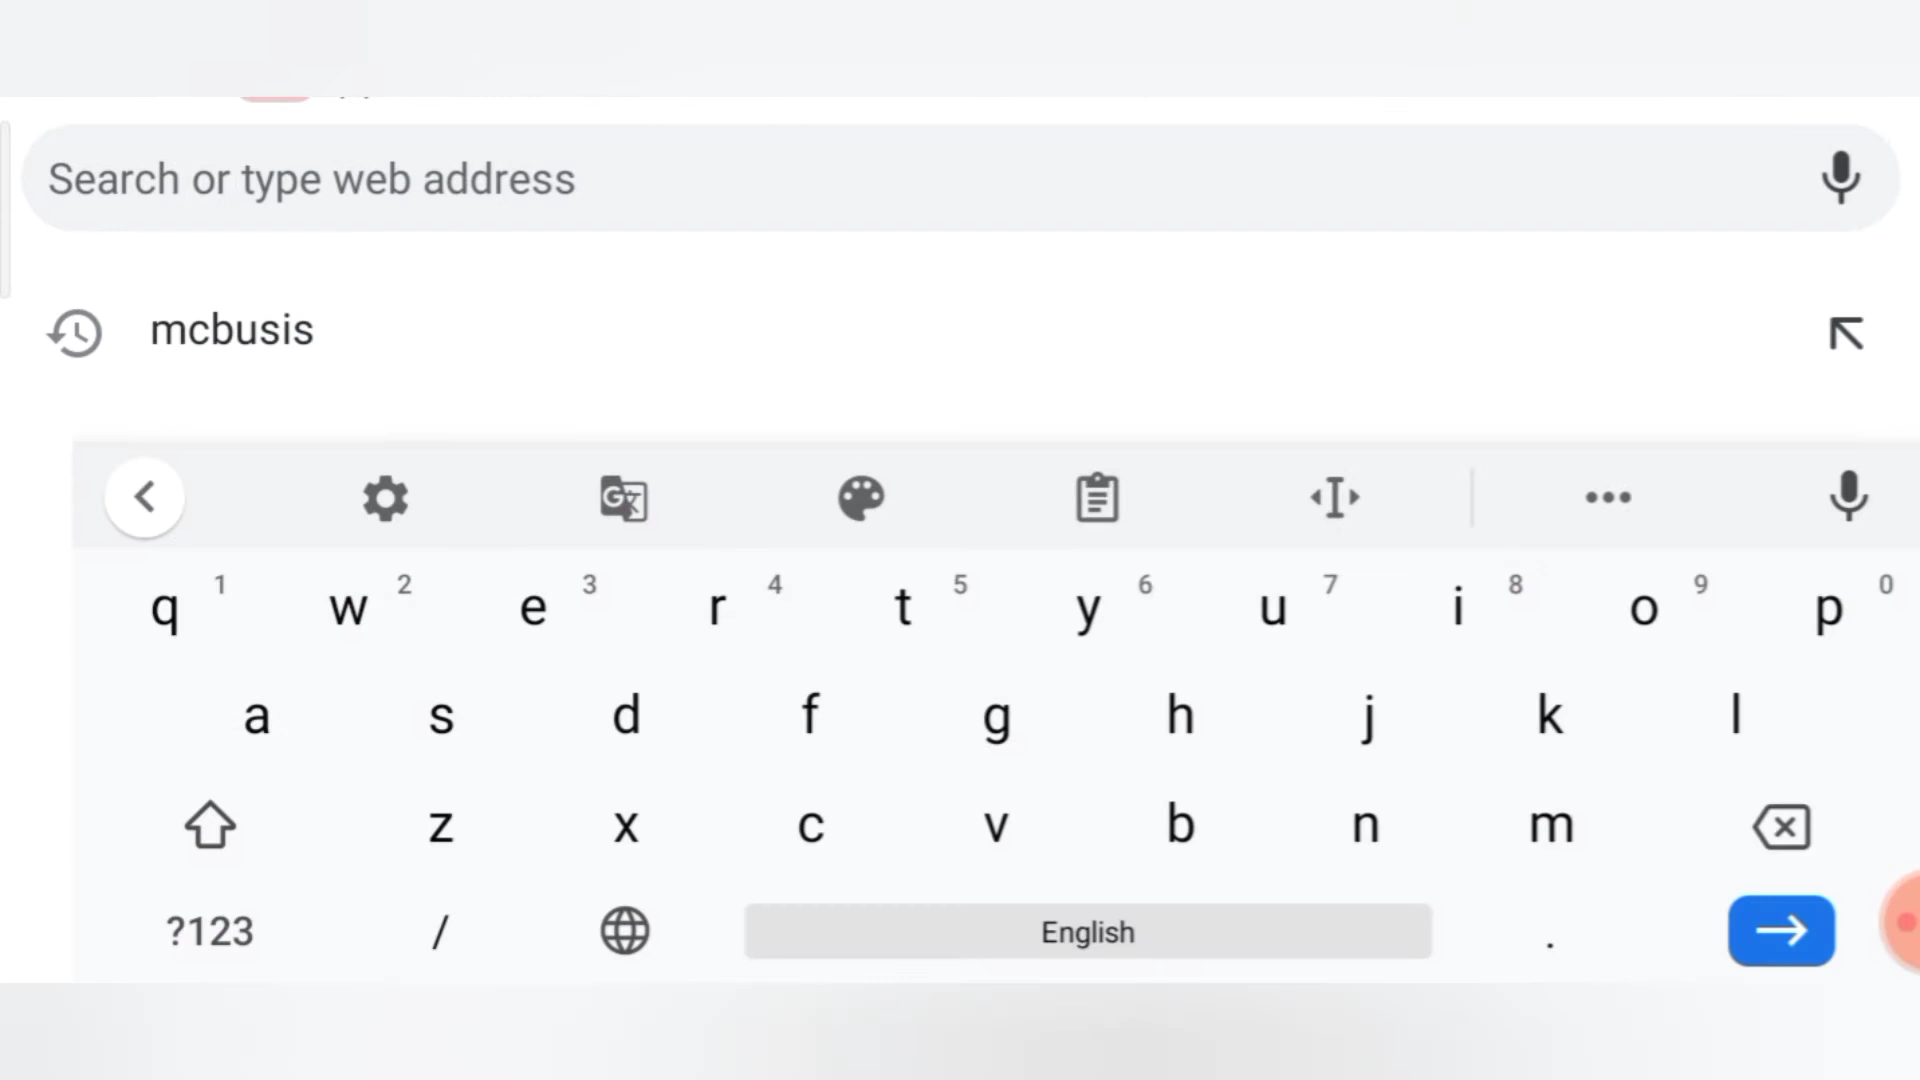 Search or type web address
mcbusis
q 1 w 2 e 3 r 4 t 5 y 6 u 7 i 8 o 9 p 0
a s d f g h j k l
z x c v b n m
?123 / English .